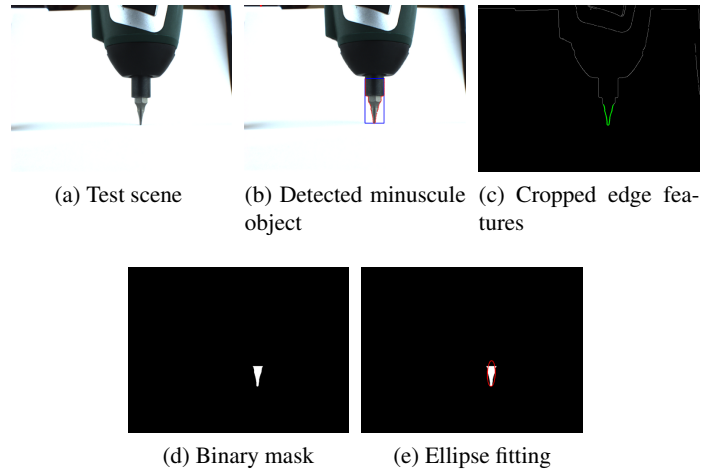 (a) Test scene
(b) Detected minuscule
object
(c) Cropped edge fea-
tures
(d) Binary mask
(e) Ellipse fitting